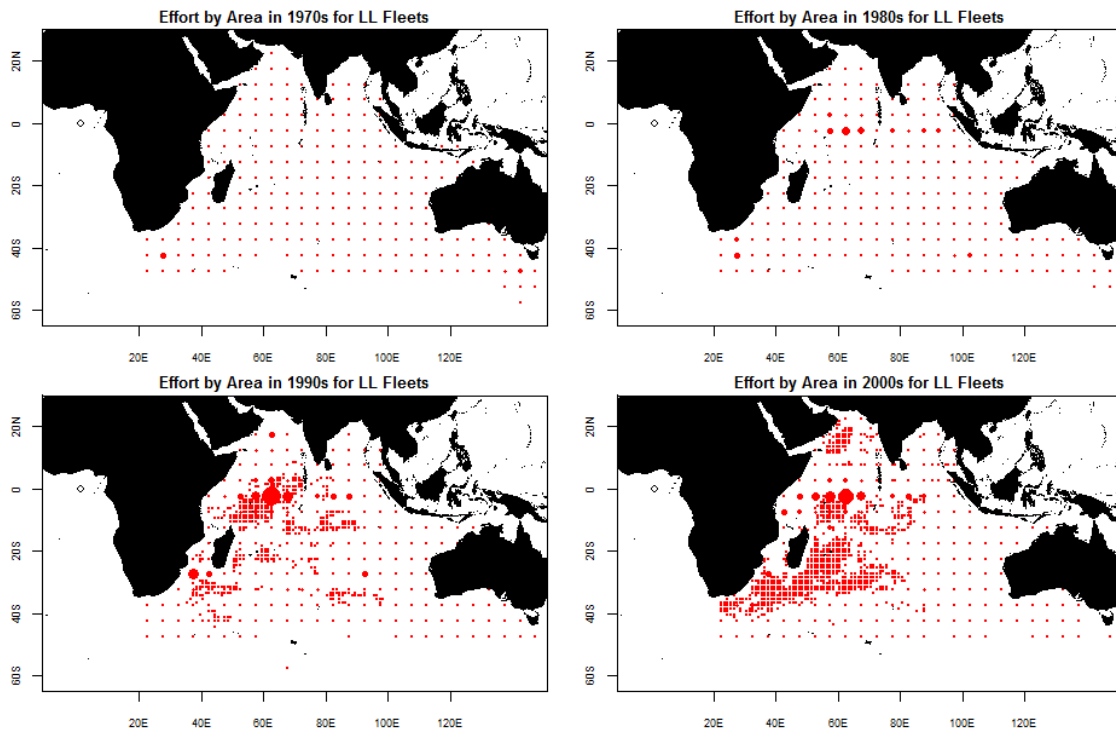 Effort by Area in 1970s for LL Fleets
20N
0
20S
40S
60S
20E 40E 60E 80E 100E 120E
Effort by Area in 1980s for LL Fleets
20N
0
20S
40S
60S
20E 40E 60E 80E 100E 120E
Effort by Area in 1990s for LL Fleets
20N
0
20S
40S
60S
20E 40E 60E 80E 100E 120E
Effort by Area in 2000s for LL Fleets
20N
0
20S
40S
60S
20E 40E 60E 80E 100E 120E